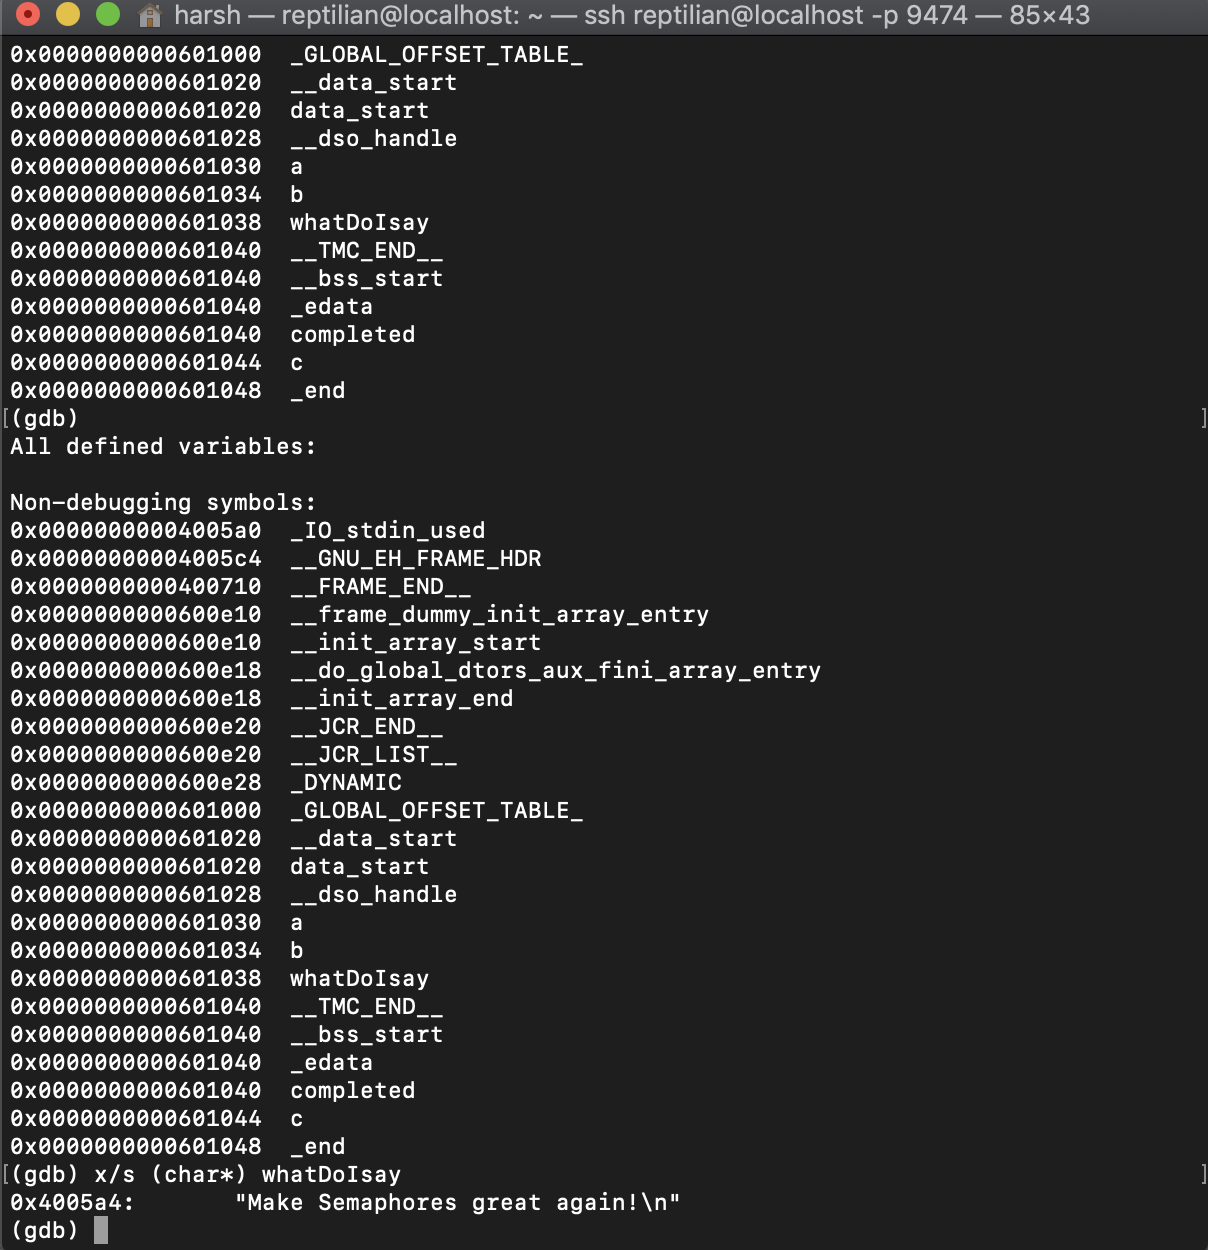 harsh — reptilian@localhost: ~ — ssh reptilian@localhost -p 9474 — 85×43
0x0000000000601000  _GLOBAL_OFFSET_TABLE_
0x0000000000601020  __data_start
0x0000000000601020  data_start
0x0000000000601028  __dso_handle
0x0000000000601030  a
0x0000000000601034  b
0x0000000000601038  whatDoIsay
0x0000000000601040  __TMC_END__
0x0000000000601040  __bss_start
0x0000000000601040  _edata
0x0000000000601040  completed
0x0000000000601044  c
0x0000000000601048  _end
[(gdb) ]
All defined variables:

Non-debugging symbols:
0x00000000004005a0  _IO_stdin_used
0x00000000004005c4  __GNU_EH_FRAME_HDR
0x0000000000400710  __FRAME_END__
0x0000000000600e10  __frame_dummy_init_array_entry
0x0000000000600e10  __init_array_start
0x0000000000600e18  __do_global_dtors_aux_fini_array_entry
0x0000000000600e18  __init_array_end
0x0000000000600e20  __JCR_END__
0x0000000000600e20  __JCR_LIST__
0x0000000000600e28  _DYNAMIC
0x0000000000601000  _GLOBAL_OFFSET_TABLE_
0x0000000000601020  __data_start
0x0000000000601020  data_start
0x0000000000601028  __dso_handle
0x0000000000601030  a
0x0000000000601034  b
0x0000000000601038  whatDoIsay
0x0000000000601040  __TMC_END__
0x0000000000601040  __bss_start
0x0000000000601040  _edata
0x0000000000601040  completed
0x0000000000601044  c
0x0000000000601048  _end
[(gdb) x/s (char*) whatDoIsay ]
0x4005a4:       "Make Semaphores great again!\n"
(gdb)